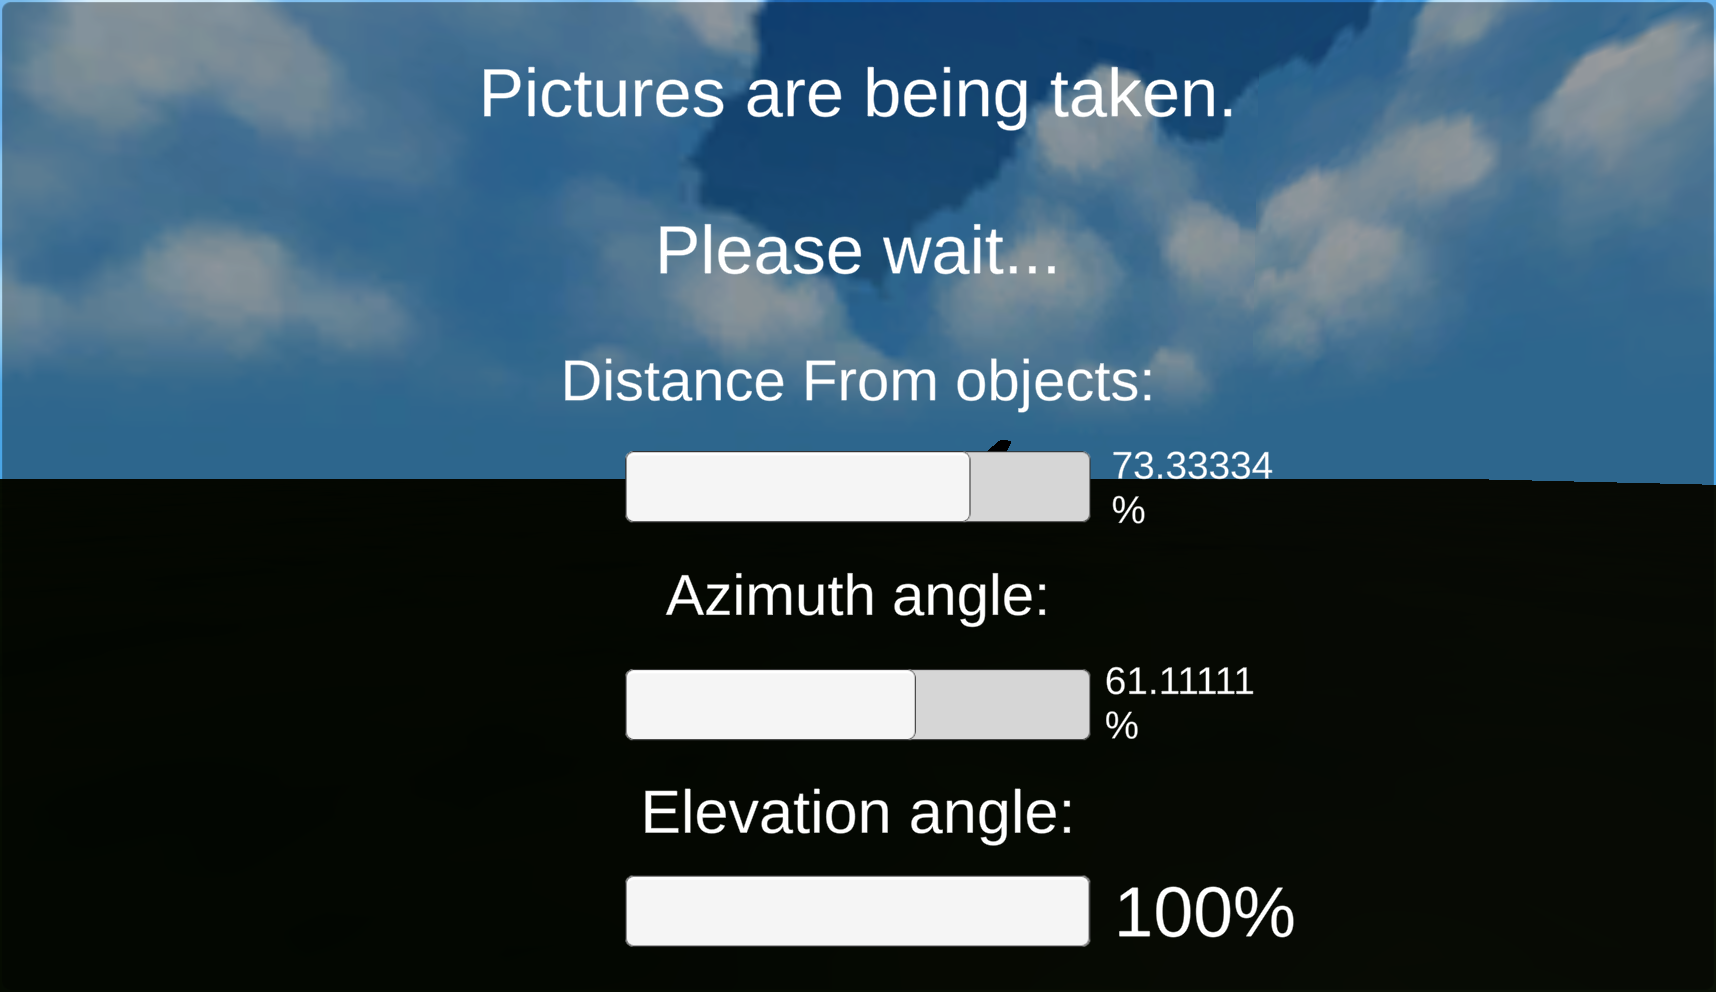 Pictures are being taken.
Please wait...
Distance From objects:
73.33334
%
Azimuth angle:
61.11111
%
Elevation angle:
100%